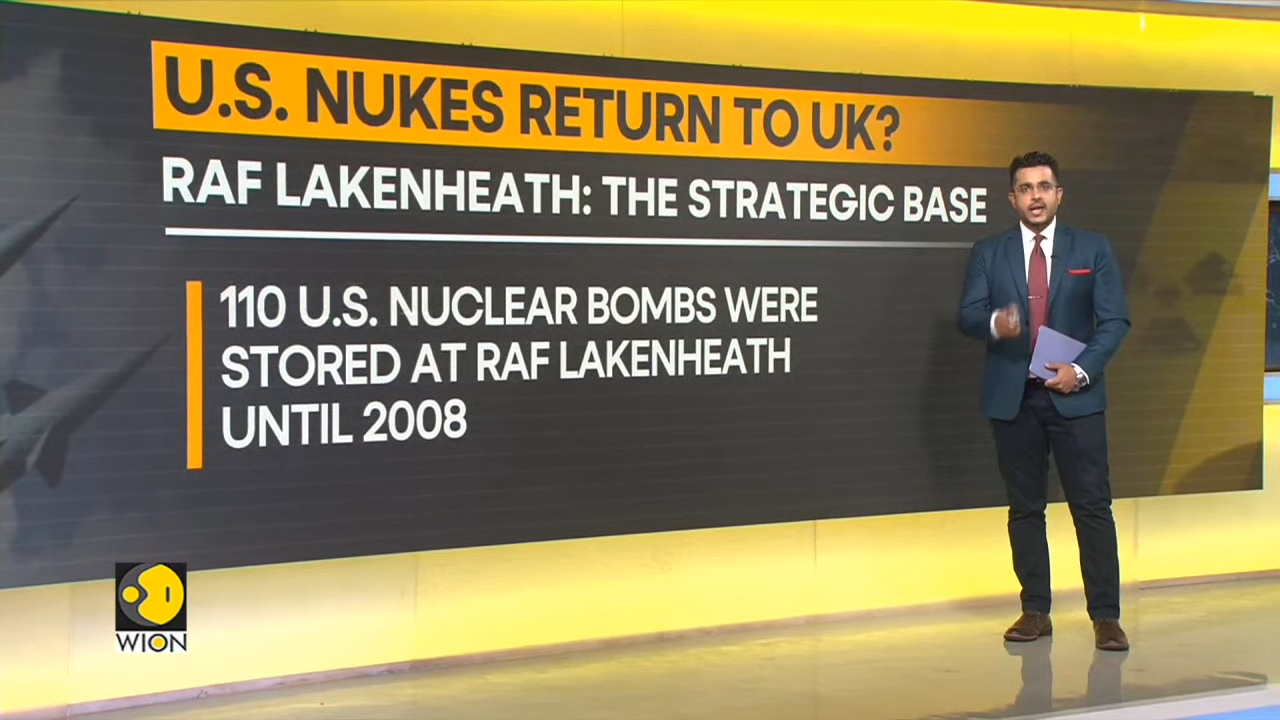 U.S. NUKES RETURN TO UK?
RAF LAKENHEATH: THE STRATEGIC BASE
110 U.S. NUCLEAR BOMBS WERE
STORED AT RAF LAKENHEATH
UNTIL 2008
WION